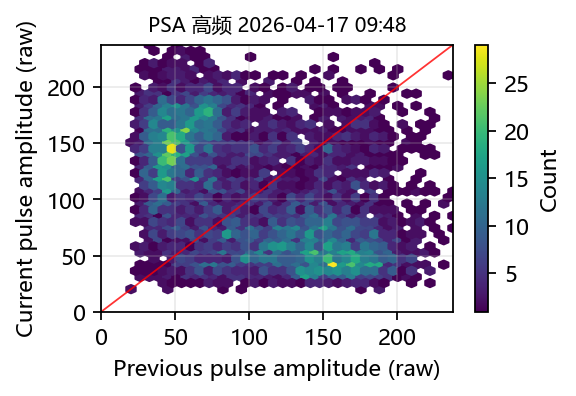 PSA 高频 2026-04-17 09:48
Current pulse amplitude (raw)
200
150
100
50
0
0 50 100 150 200
Previous pulse amplitude (raw)
25
20
15
10
5
Count